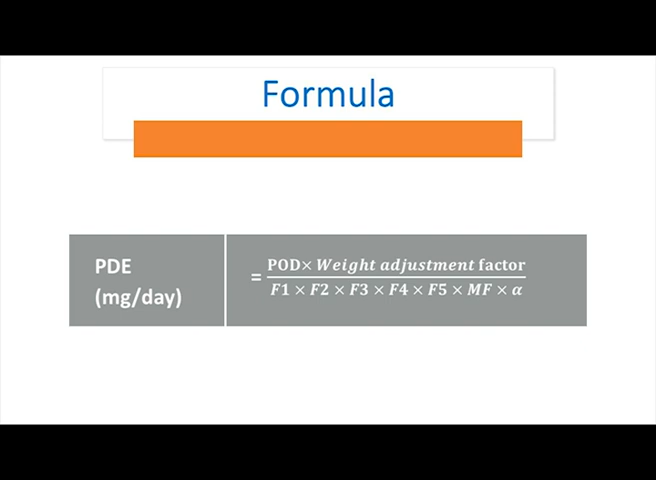 Formula
PDE
(mg/day)
= POD× Weight adjustment factor
F1 × F2 × F3 × F4 × F5 × MF × α